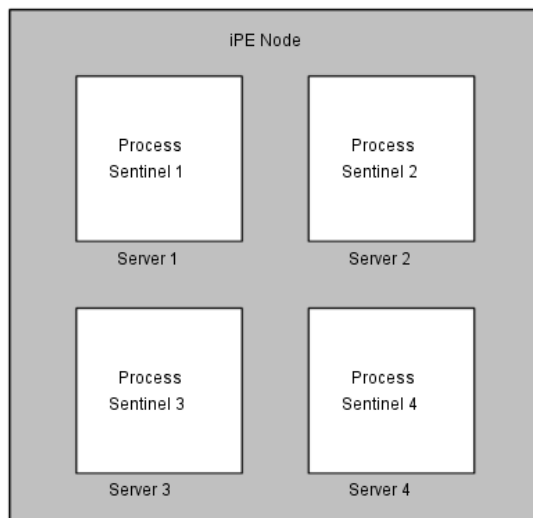 iPE Node
Process
Sentinel 1
Process
Sentinel 2
Server 1
Server 2
Process
Sentinel 3
Process
Sentinel 4
Server 3
Server 4